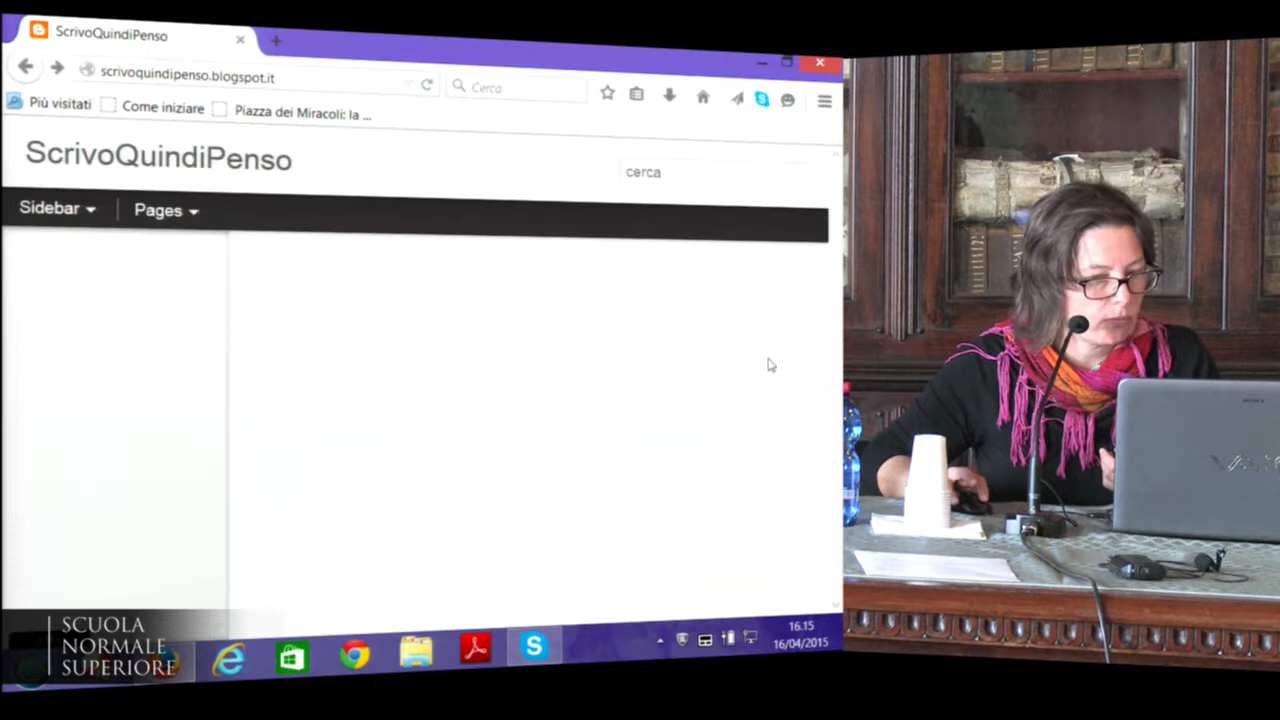 ScrivoQuindiPenso
scrivoquindipenso.blogspot.it
Cerca
Più visitati
Come iniziare
Piazza dei Miracoli: la ...
ScrivoQuindiPenso
cerca
Sidebar
Pages
SONY
SCUOLA
NORMALE
SUPERIORE
16.15
16/04/2015